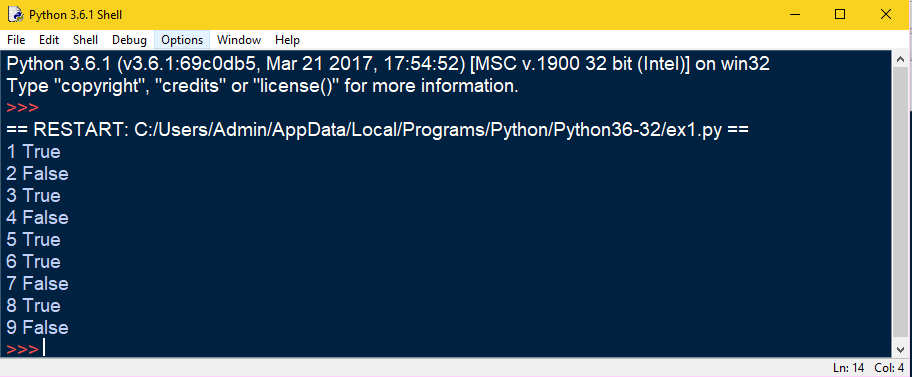 Python 3.6.1 Shell
File Edit Shell Debug Options Window Help
Python 3.6.1 (v3.6.1:69c0db5, Mar 21 2017, 17:54:52) [MSC v.1900 32 bit (Intel)] on win32
Type "copyright", "credits" or "license()" for more information.
>>>
== RESTART: C:/Users/Admin/AppData/Local/Programs/Python/Python36-32/ex1.py ==
1 True
2 False
3 True
4 False
5 True
6 True
7 False
8 True
9 False
>>>
Ln: 14 Col: 4